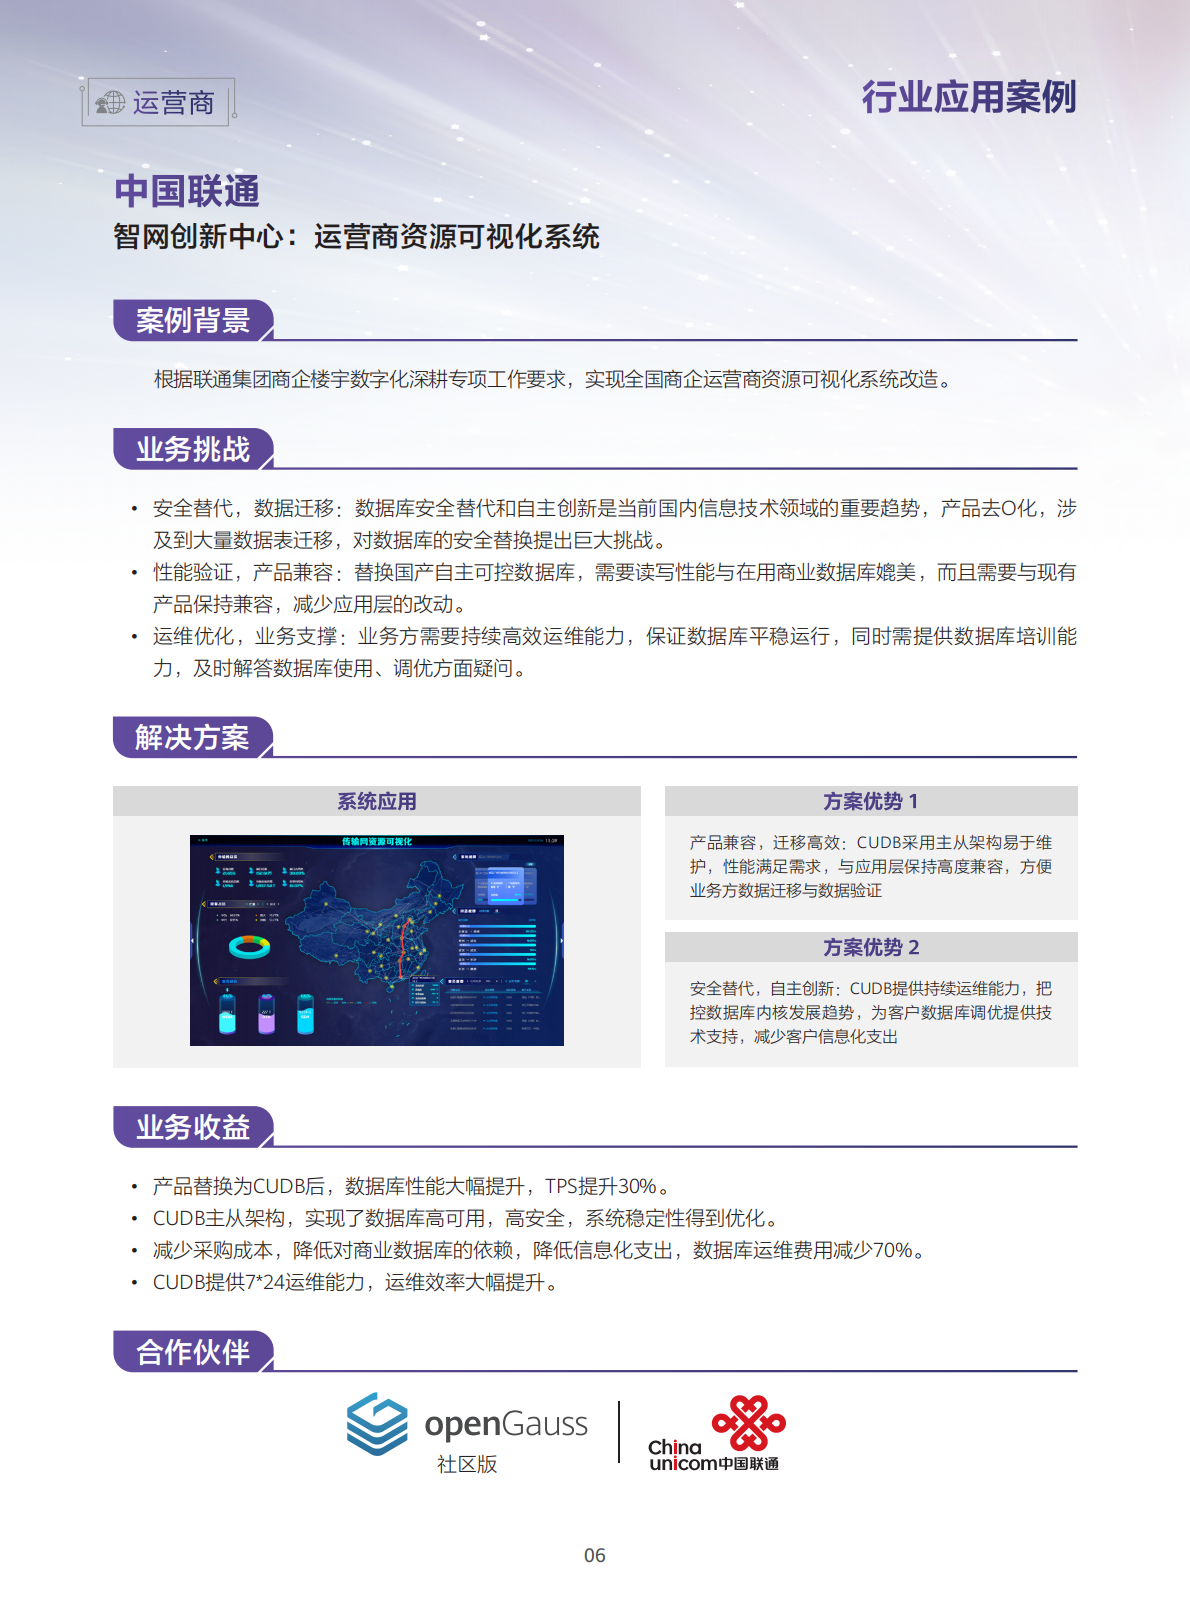 运营商
行业应用案例
中国联通
智网创新中心：运营商资源可视化系统
案例背景
根据联通集团商企楼宇数字化深耕专项工作要求，实现全国商企运营商资源可视化系统改造。
业务挑战
• 安全替代，数据迁移：数据库安全替代和自主创新是当前国内信息技术领域的重要趋势，产品去O化，涉
及到大量数据表迁移，对数据库的安全替换提出巨大挑战。
• 性能验证，产品兼容：替换国产自主可控数据库，需要读写性能与在用商业数据库媲美，而且需要与现有
产品保持兼容，减少应用层的改动。
• 运维优化，业务支撑：业务方需要持续高效运维能力，保证数据库平稳运行，同时需提供数据库培训能
力，及时解答数据库使用、调优方面疑问。
解决方案
系统应用
传输网资源可视化
方案优势 1
产品兼容，迁移高效：CUDB采用主从架构易于维
护，性能满足需求，与应用层保持高度兼容，方便
业务方数据迁移与数据验证
方案优势 2
安全替代，自主创新：CUDB提供持续运维能力，把
控数据库内核发展趋势，为客户数据库调优提供技
术支持，减少客户信息化支出
业务收益
• 产品替换为CUDB后，数据库性能大幅提升，TPS提升30%。
• CUDB主从架构，实现了数据库高可用，高安全，系统稳定性得到优化。
• 减少采购成本，降低对商业数据库的依赖，降低信息化支出，数据库运维费用减少70%。
• CUDB提供7*24运维能力，运维效率大幅提升。
合作伙伴
openGauss
社区版
China
unicom中国联通
06